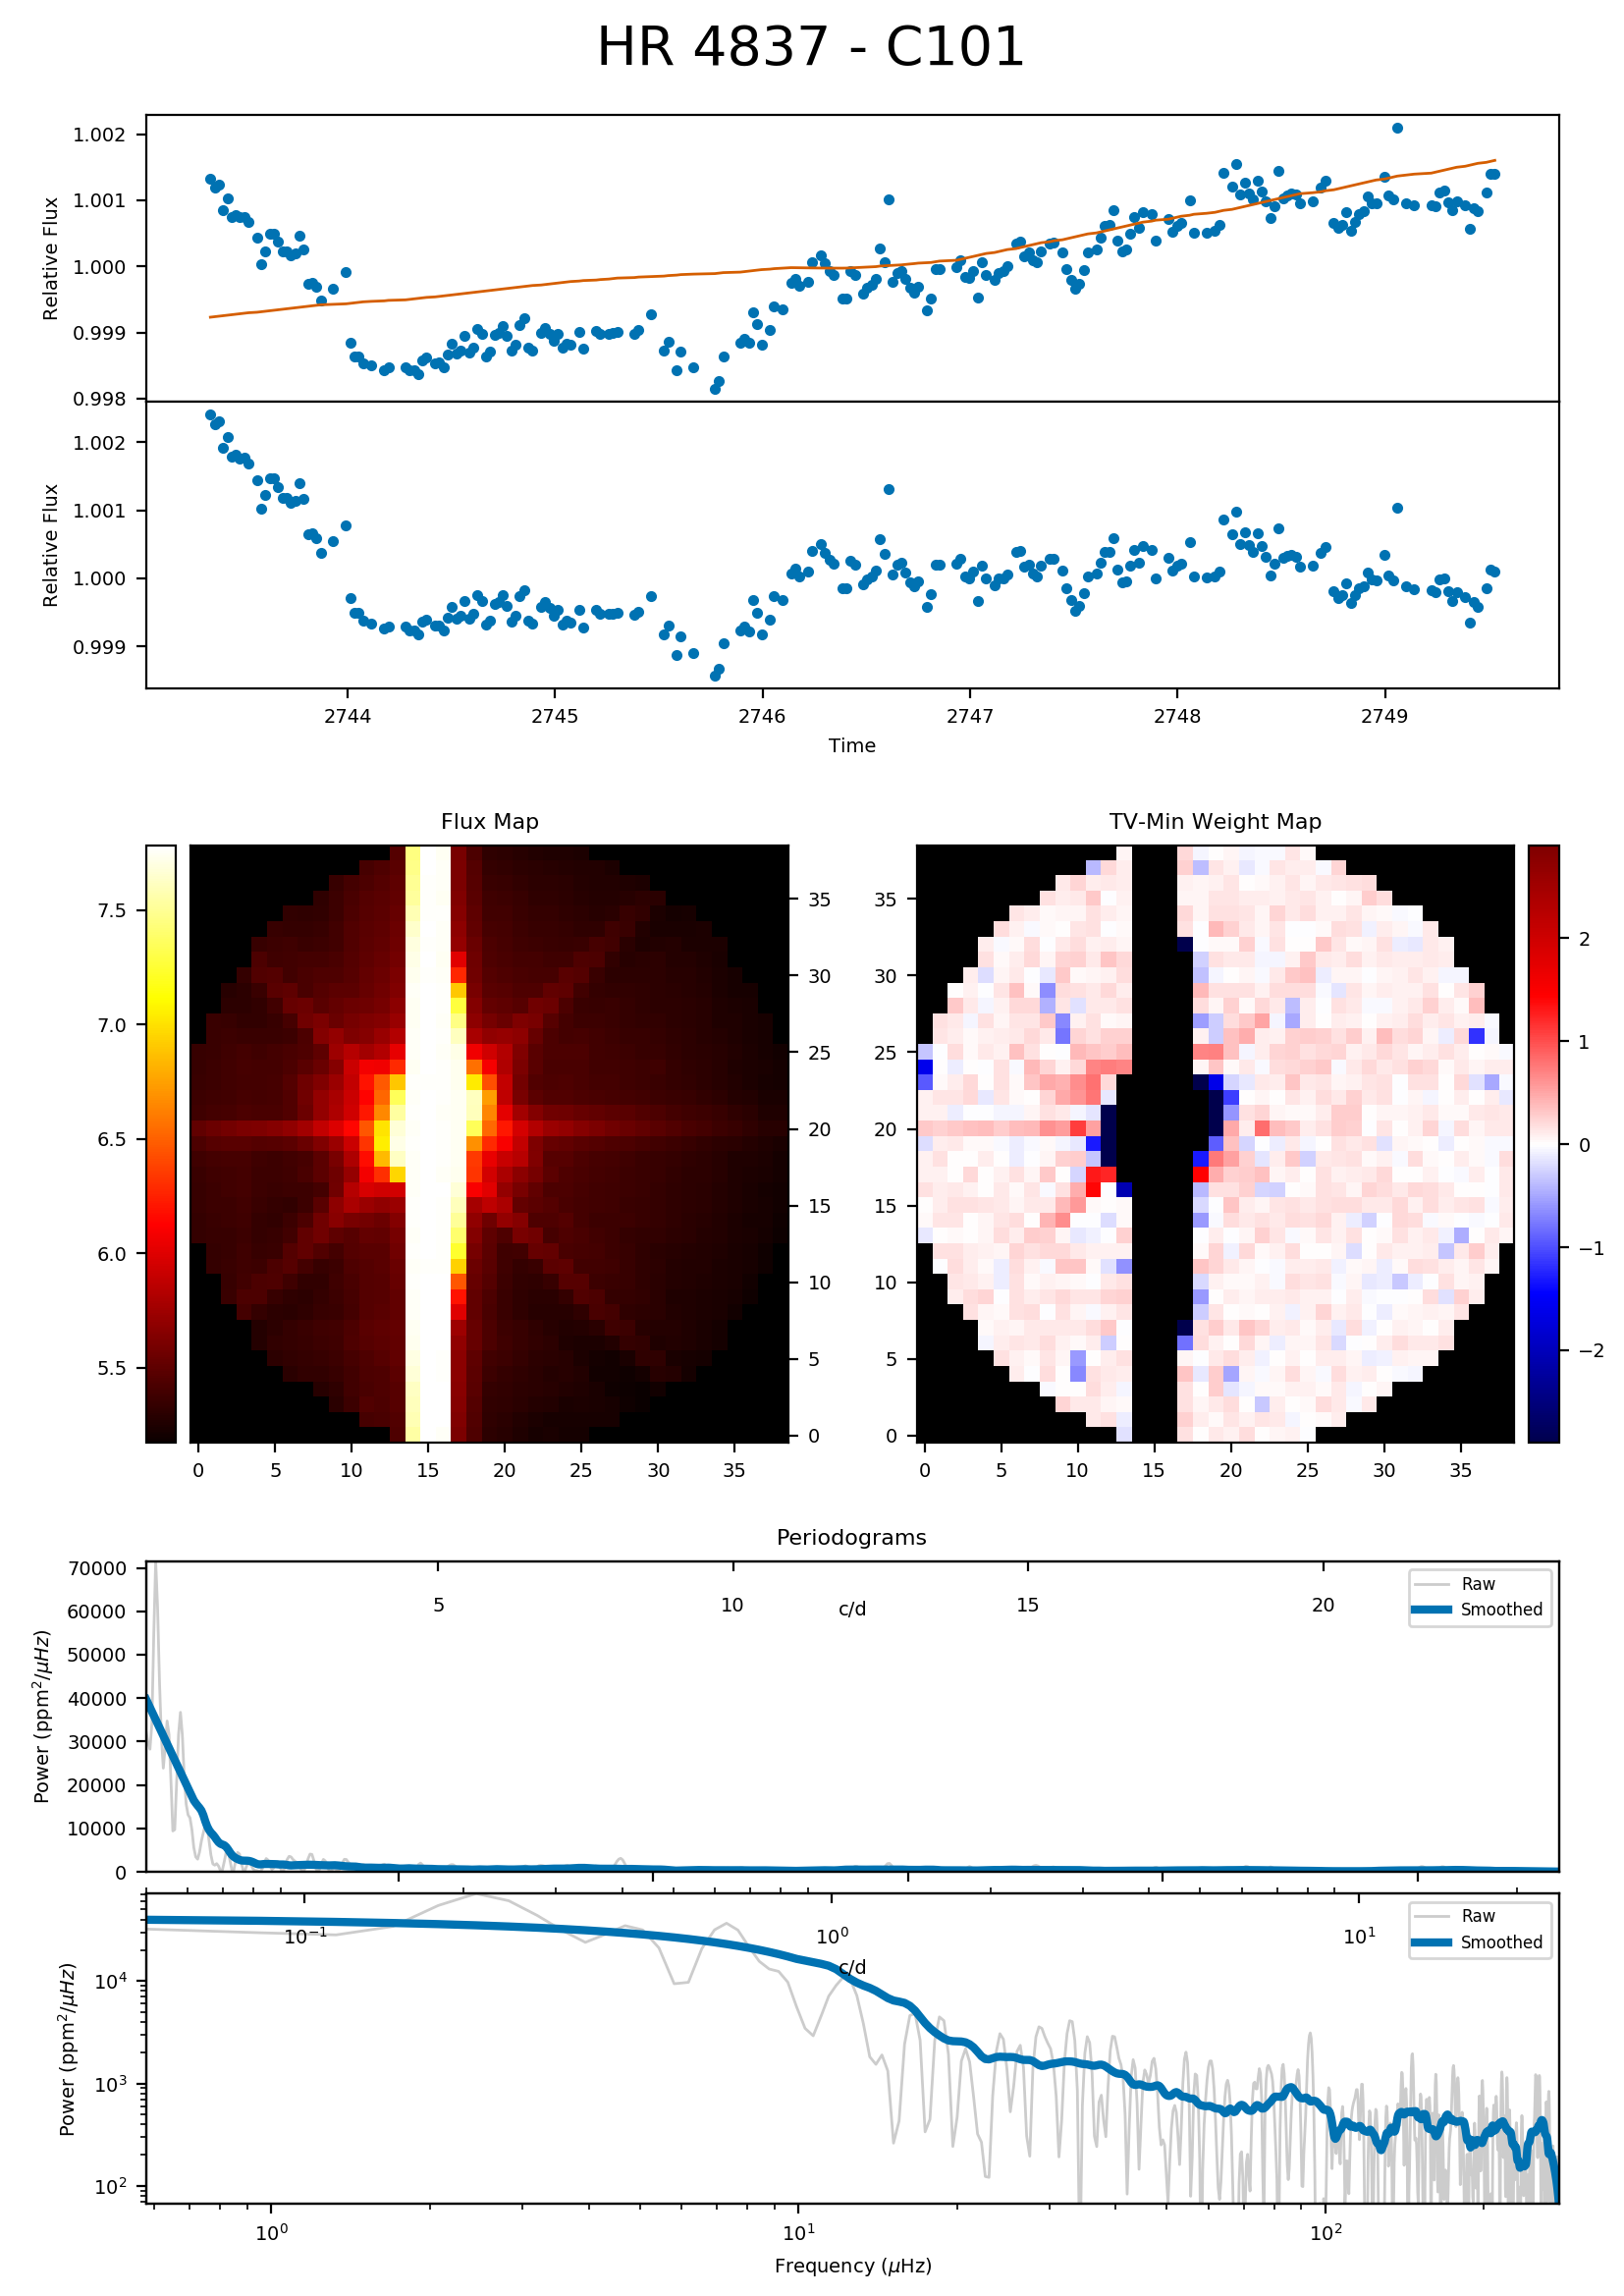 HR 4837 - C101
Relative Flux
1.002
1.001
1.000
0.999
0.998
Relative Flux
1.002
1.001
1.000
0.999
2744 2745 2746 2747 2748 2749
Time
Flux Map
7.5
7.0
6.5
6.0
5.5
35
30
25
20
15
10
5
0
0 5 10 15 20 25 30 35
TV-Min Weight Map
35
30
25
20
15
10
5
0
0 5 10 15 20 25 30 35
2
1
0
−1
−2
Periodograms
Power (ppm²/μHz)
70000
60000
50000
40000
30000
20000
10000
0
5 10 15 20
c/d
Raw
Smoothed
Power (ppm²/μHz)
10⁴
10³
10²
10⁻¹ 10⁰ 10¹
c/d
Raw
Smoothed
10⁰ 10¹ 10²
Frequency (μHz)